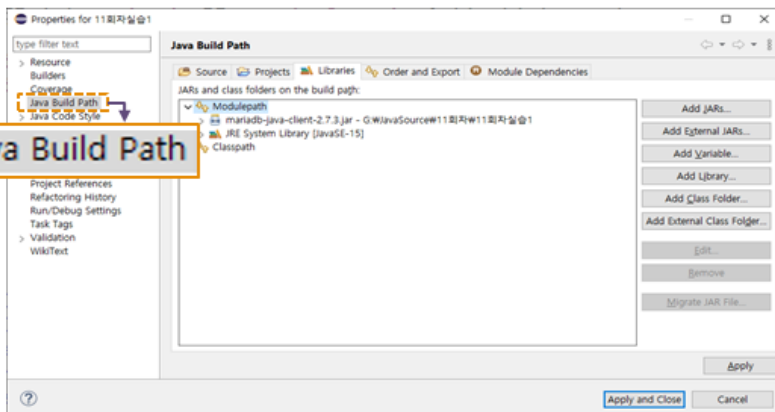 Properties for 11회자실습1
type filter text
Java Build Path
Resource
Builders
Coverage
Java Build Path
Java Code Style
va Build Path
Project References
Refactoring History
Run/Debug Settings
Task Tags
Validation
WikiText
Source Projects Libraries Order and Export Module Dependencies
JARs and class folders on the build path:
Modulepath
mariadb-java-client-2.7.3.jar - G:₩JavaSource₩11회자₩11회자실습1
JRE System Library [JavaSE-15]
Classpath
Add JARs...
Add External JARs...
Add Variable...
Add Library...
Add Class Folder...
Add External Class Folder...
Edit...
Remove
Migrate JAR File...
Apply
Apply and Close Cancel